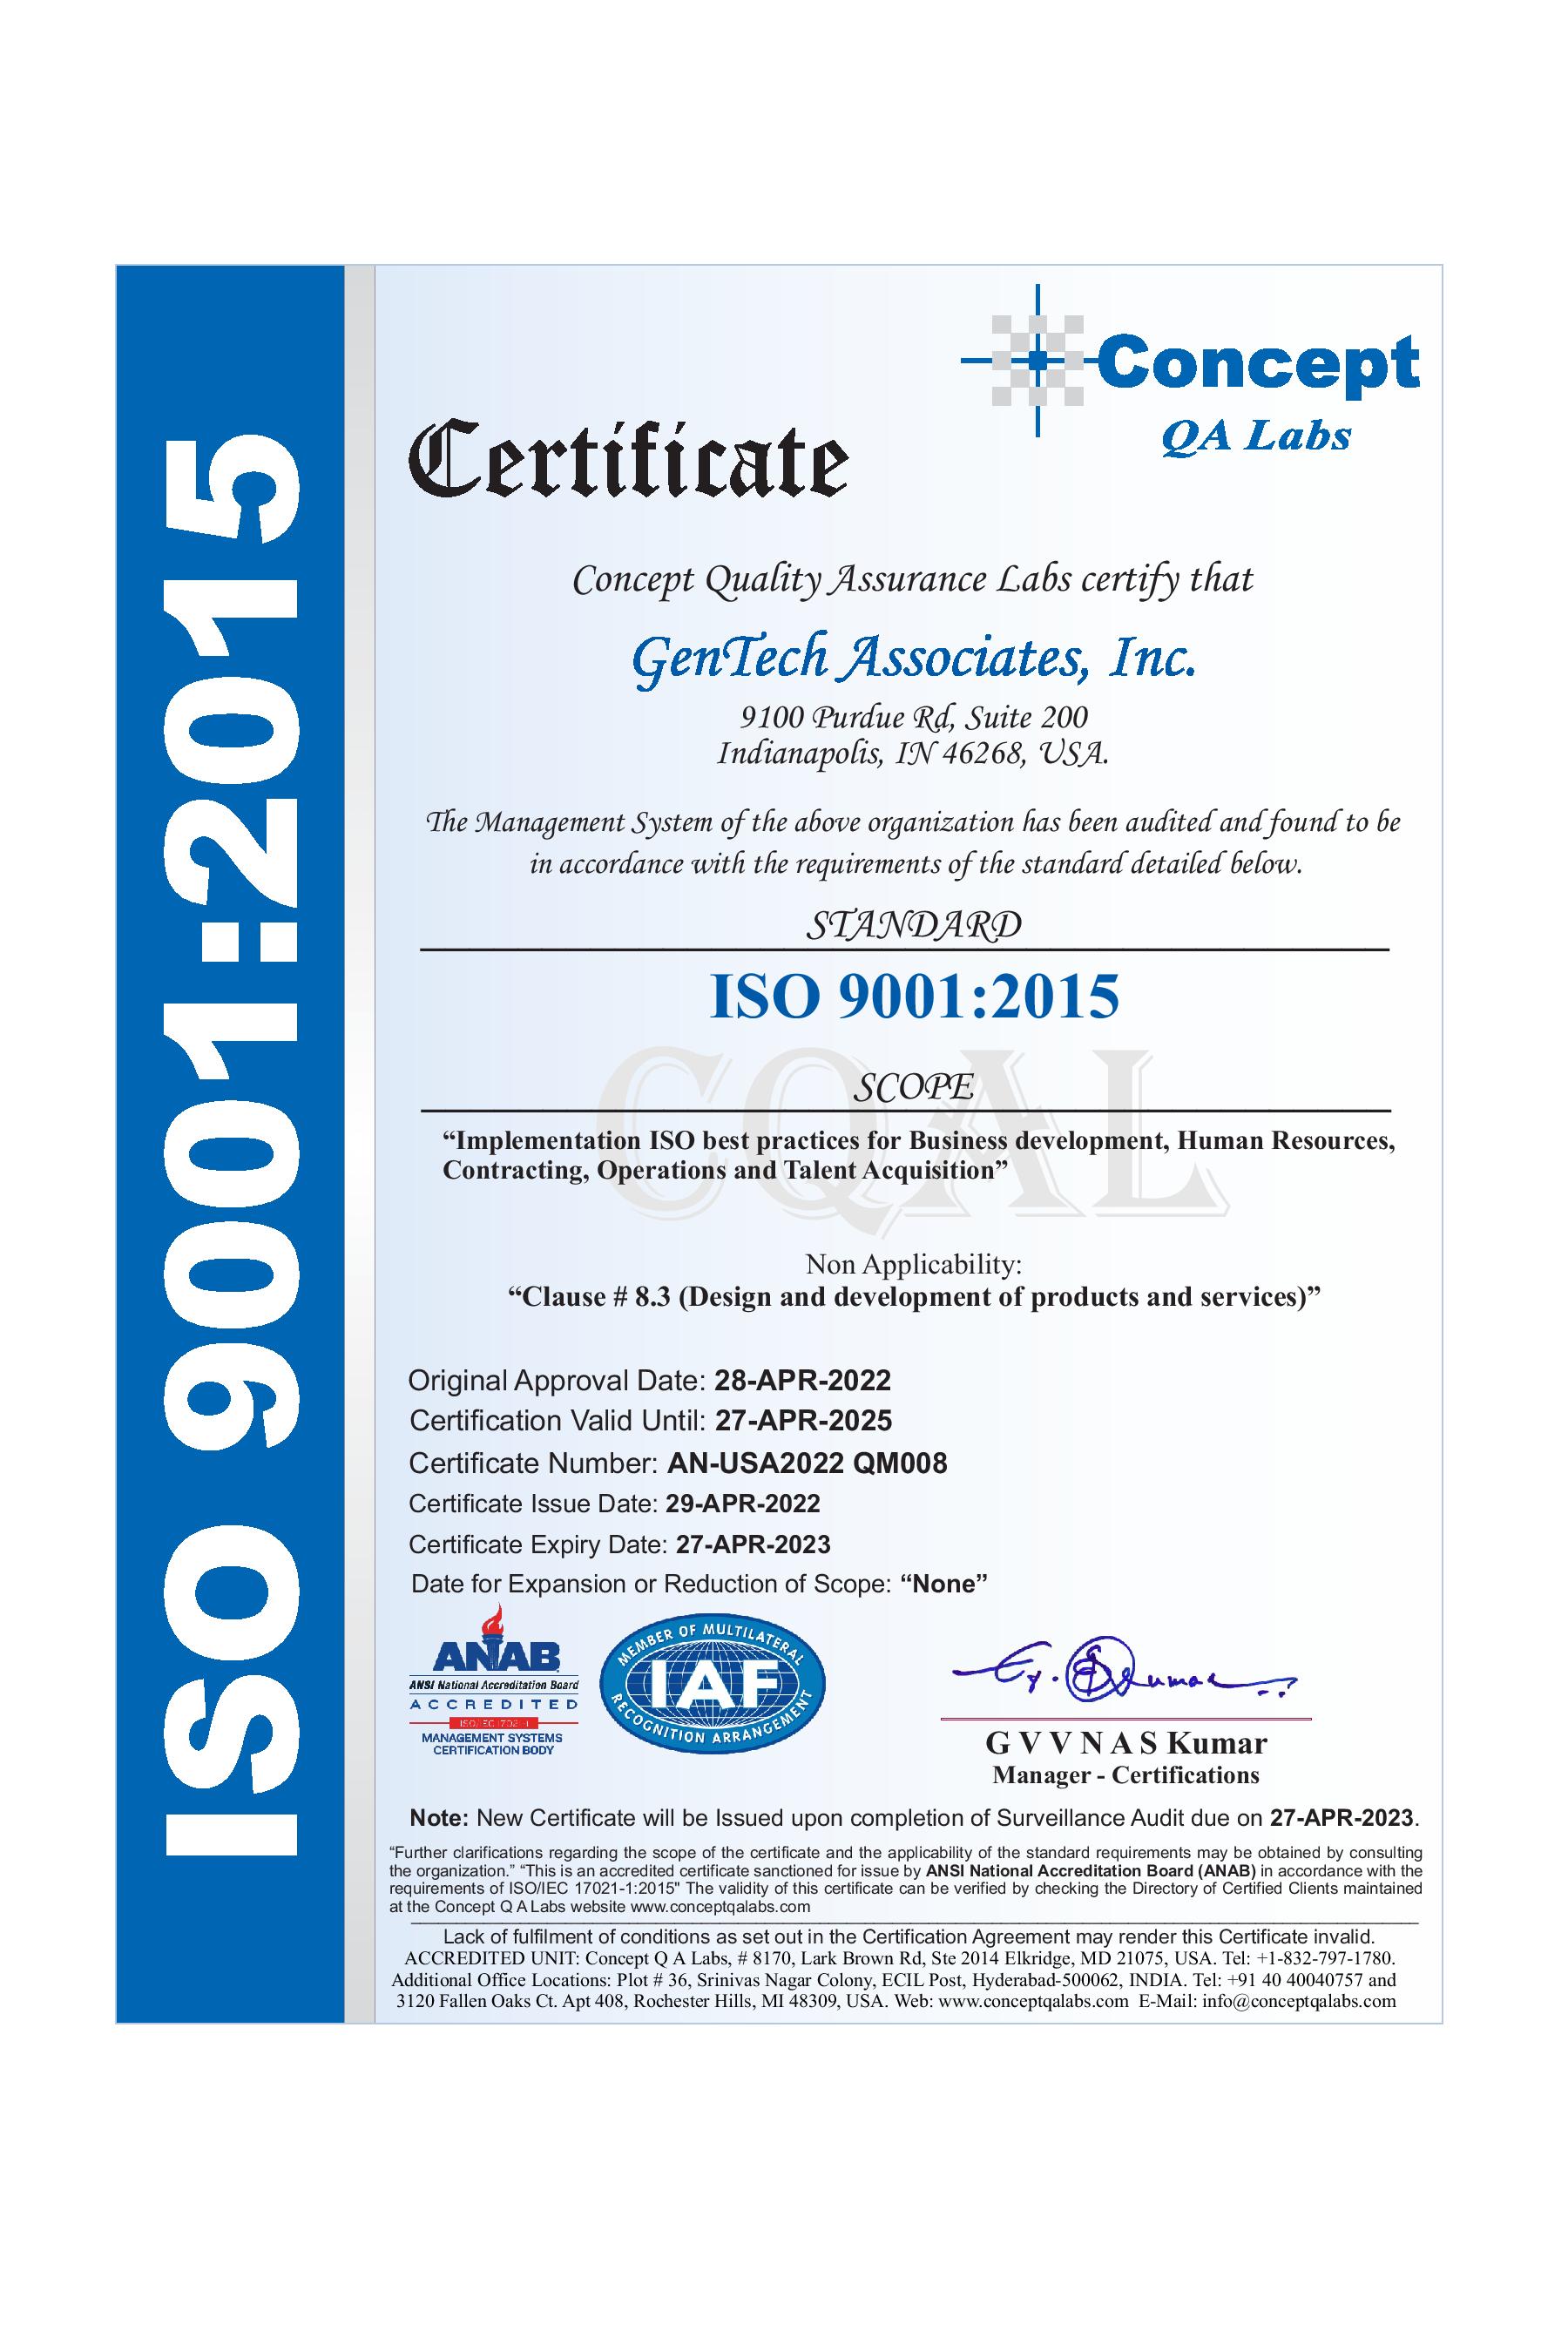 ISO 9001:2015
Concept
QA Labs
Certificate
Concept Quality Assurance Labs certify that
GenTech Associates, Inc.
9100 Purdue Rd, Suite 200
Indianapolis, IN 46268, USA.
The Management System of the above organization has been audited and found to be
in accordance with the requirements of the standard detailed below.
STANDARD
ISO 9001:2015
CQAL
SCOPE
“Implementation ISO best practices for Business development, Human Resources,
Contracting, Operations and Talent Acquisition”
Non Applicability:
“Clause # 8.3 (Design and development of products and services)”
Original Approval Date: 28-APR-2022
Certification Valid Until: 27-APR-2025
Certificate Number: AN-USA2022 QM008
Certificate Issue Date: 29-APR-2022
Certificate Expiry Date: 27-APR-2023
Date for Expansion or Reduction of Scope: “None”
ANAB
ANSI National Accreditation Board
ACCREDITED
ISO/IEC 17021-1
MANAGEMENT SYSTEMS
CERTIFICATION BODY
MEMBER OF MULTILATERAL
IAF
RECOGNITION ARRANGEMENT
G V V N A S Kumar
Manager - Certifications
Note: New Certificate will be Issued upon completion of Surveillance Audit due on 27-APR-2023.
“Further clarifications regarding the scope of the certificate and the applicability of the standard requirements may be obtained by consulting
the organization.” “This is an accredited certificate sanctioned for issue by ANSI National Accreditation Board (ANAB) in accordance with the
requirements of ISO/IEC 17021-1:2015" The validity of this certificate can be verified by checking the Directory of Certified Clients maintained
at the Concept Q A Labs website www.conceptqalabs.com
Lack of fulfilment of conditions as set out in the Certification Agreement may render this Certificate invalid.
ACCREDITED UNIT: Concept Q A Labs, # 8170, Lark Brown Rd, Ste 2014 Elkridge, MD 21075, USA. Tel: +1-832-797-1780.
Additional Office Locations: Plot # 36, Srinivas Nagar Colony, ECIL Post, Hyderabad-500062, INDIA. Tel: +91 40 40040757 and
3120 Fallen Oaks Ct. Apt 408, Rochester Hills, MI 48309, USA. Web: www.conceptqalabs.com E-Mail: info@conceptqalabs.com